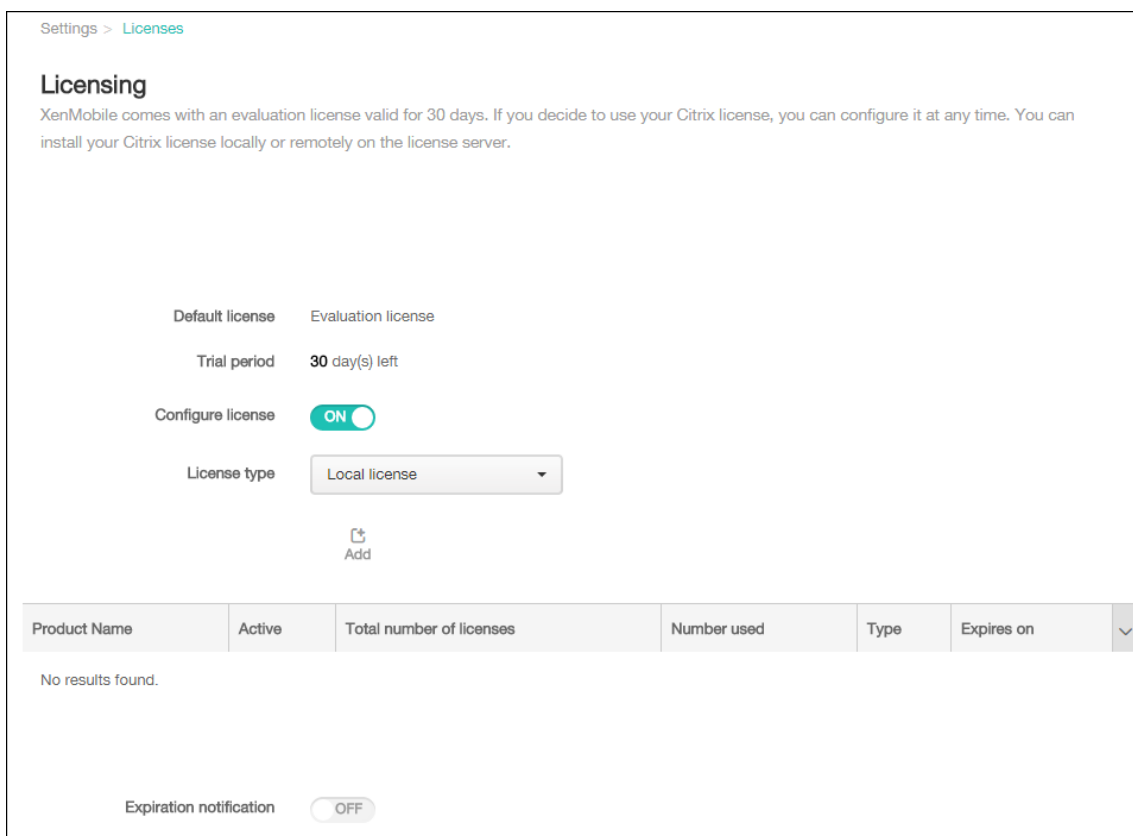 Settings > Licenses
Licensing
XenMobile comes with an evaluation license valid for 30 days. If you decide to use your Citrix license, you can configure it at any time. You can
install your Citrix license locally or remotely on the license server.
Default license Evaluation license
Trial period 30 day(s) left
Configure license ON
License type Local license
Add
Product Name Active Total number of licenses Number used Type Expires on
No results found.
Expiration notification OFF